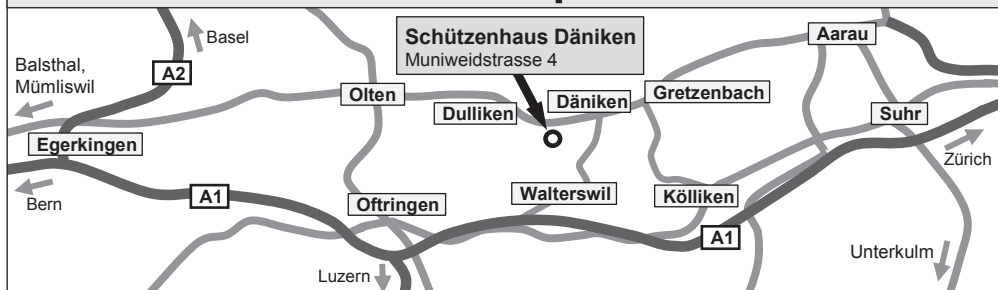 Schützenhaus Däniken
Muniweidstrasse 4
Aarau
Basel
Balsthal,
Mümliswil
A2
Olten
Dulliken
Däniken
Gretzenbach
Suhr
Egerkingen
Zürich
Bern
A1
Oftringen
Walterswil
Kölliken
A1
Luzern
Unterkulm